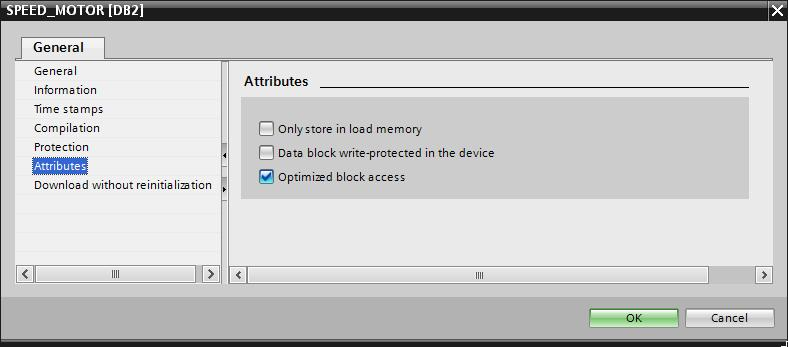 SPEED_MOTOR [DB2]
General
General
Information
Time stamps
Compilation
Protection
Attributes
Download without reinitialization
Attributes
Only store in load memory
Data block write-protected in the device
Optimized block access
OK
Cancel